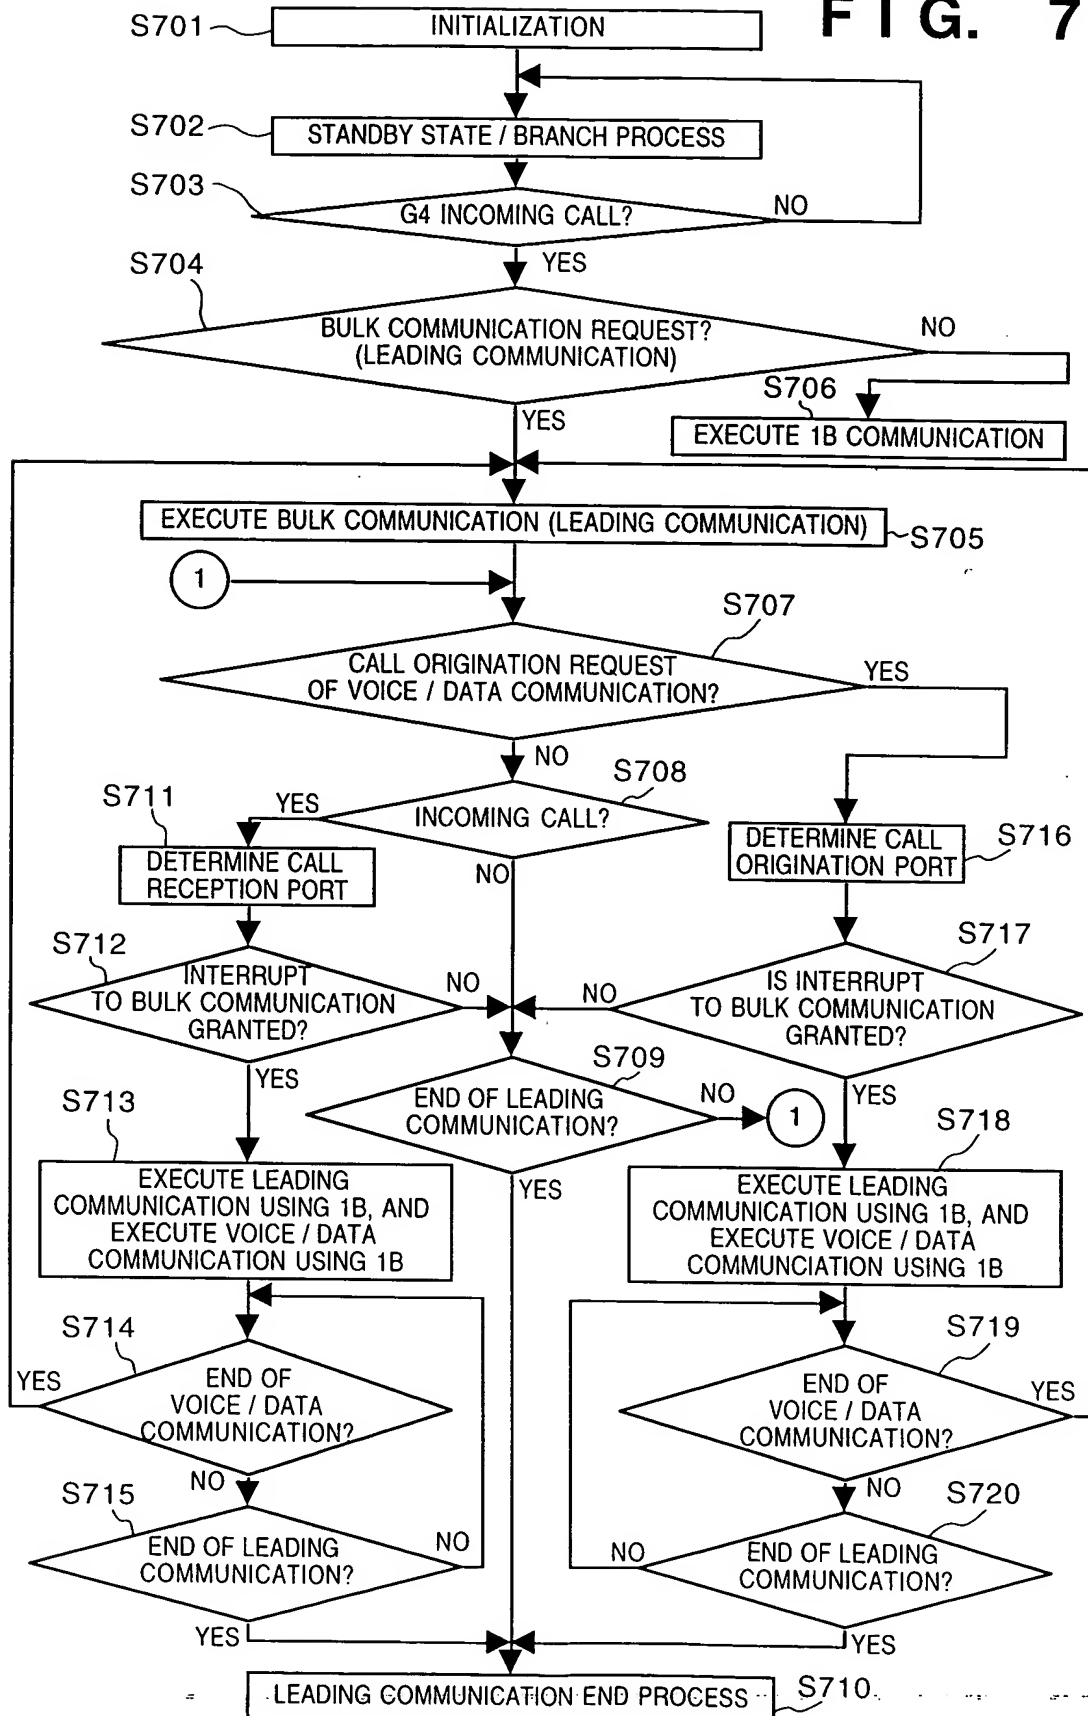 FIG. 7
S701
INITIALIZATION
S702
STANDBY STATE / BRANCH PROCESS
S703
G4 INCOMING CALL?
NO
YES
S704
BULK COMMUNICATION REQUEST?
(LEADING COMMUNICATION)
NO
YES
S706
EXECUTE 1B COMMUNICATION
EXECUTE BULK COMMUNICATION (LEADING COMMUNICATION)
S705
1
S707
CALL ORIGINATION REQUEST
OF VOICE / DATA COMMUNICATION?
YES
NO
S708
INCOMING CALL?
YES
NO
S711
DETERMINE CALL
RECEPTION PORT
S716
DETERMINE CALL
ORIGINATION PORT
S712
INTERRUPT
TO BULK COMMUNICATION
GRANTED?
NO
YES
S717
IS INTERRUPT
TO BULK COMMUNICATION
GRANTED?
NO
YES
S709
END OF LEADING
COMMUNICATION?
NO
1
YES
S713
EXECUTE LEADING
COMMUNICATION USING 1B, AND
EXECUTE VOICE / DATA
COMMUNICATION USING 1B
S718
EXECUTE LEADING
COMMUNICATION USING 1B, AND
EXECUTE VOICE / DATA
COMMUNCIATION USING 1B
S714
END OF
VOICE / DATA
COMMUNICATION?
YES
NO
S719
END OF
VOICE / DATA
COMMUNICATION?
YES
NO
S715
END OF LEADING
COMMUNICATION?
NO
YES
S720
END OF LEADING
COMMUNICATION?
NO
YES
LEADING COMMUNICATION END PROCESS
S710